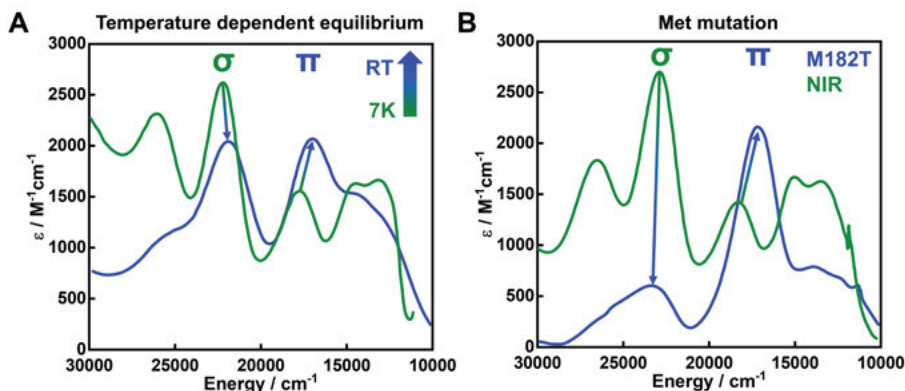 A
Temperature dependent equilibrium
3000
2500
2000
1500
1000
500
0
ε / M⁻¹cm⁻¹
σ
π
RT
7K
30000
25000
20000
15000
10000
Energy / cm⁻¹
B
Met mutation
3000
2500
2000
1500
1000
500
0
ε / M⁻¹cm⁻¹
σ
π
M182T
NIR
30000
25000
20000
15000
10000
Energy / cm⁻¹